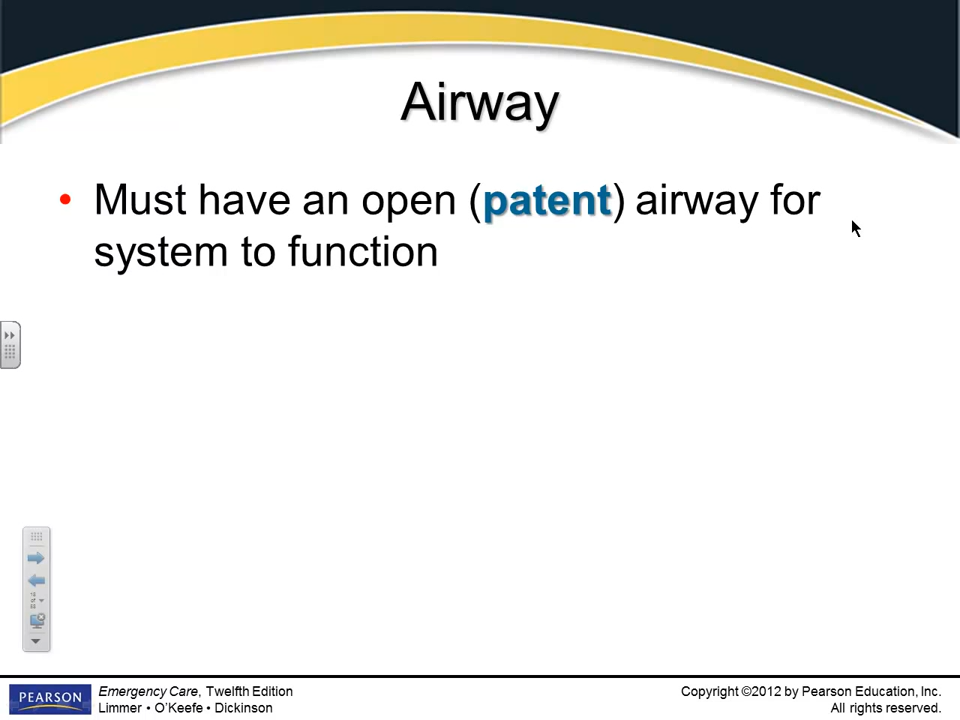 Airway
• Must have an open (patent) airway for
system to function
PEARSON
Emergency Care, Twelfth Edition
Limmer • O'Keefe • Dickinson
Copyright ©2012 by Pearson Education, Inc.
All rights reserved.